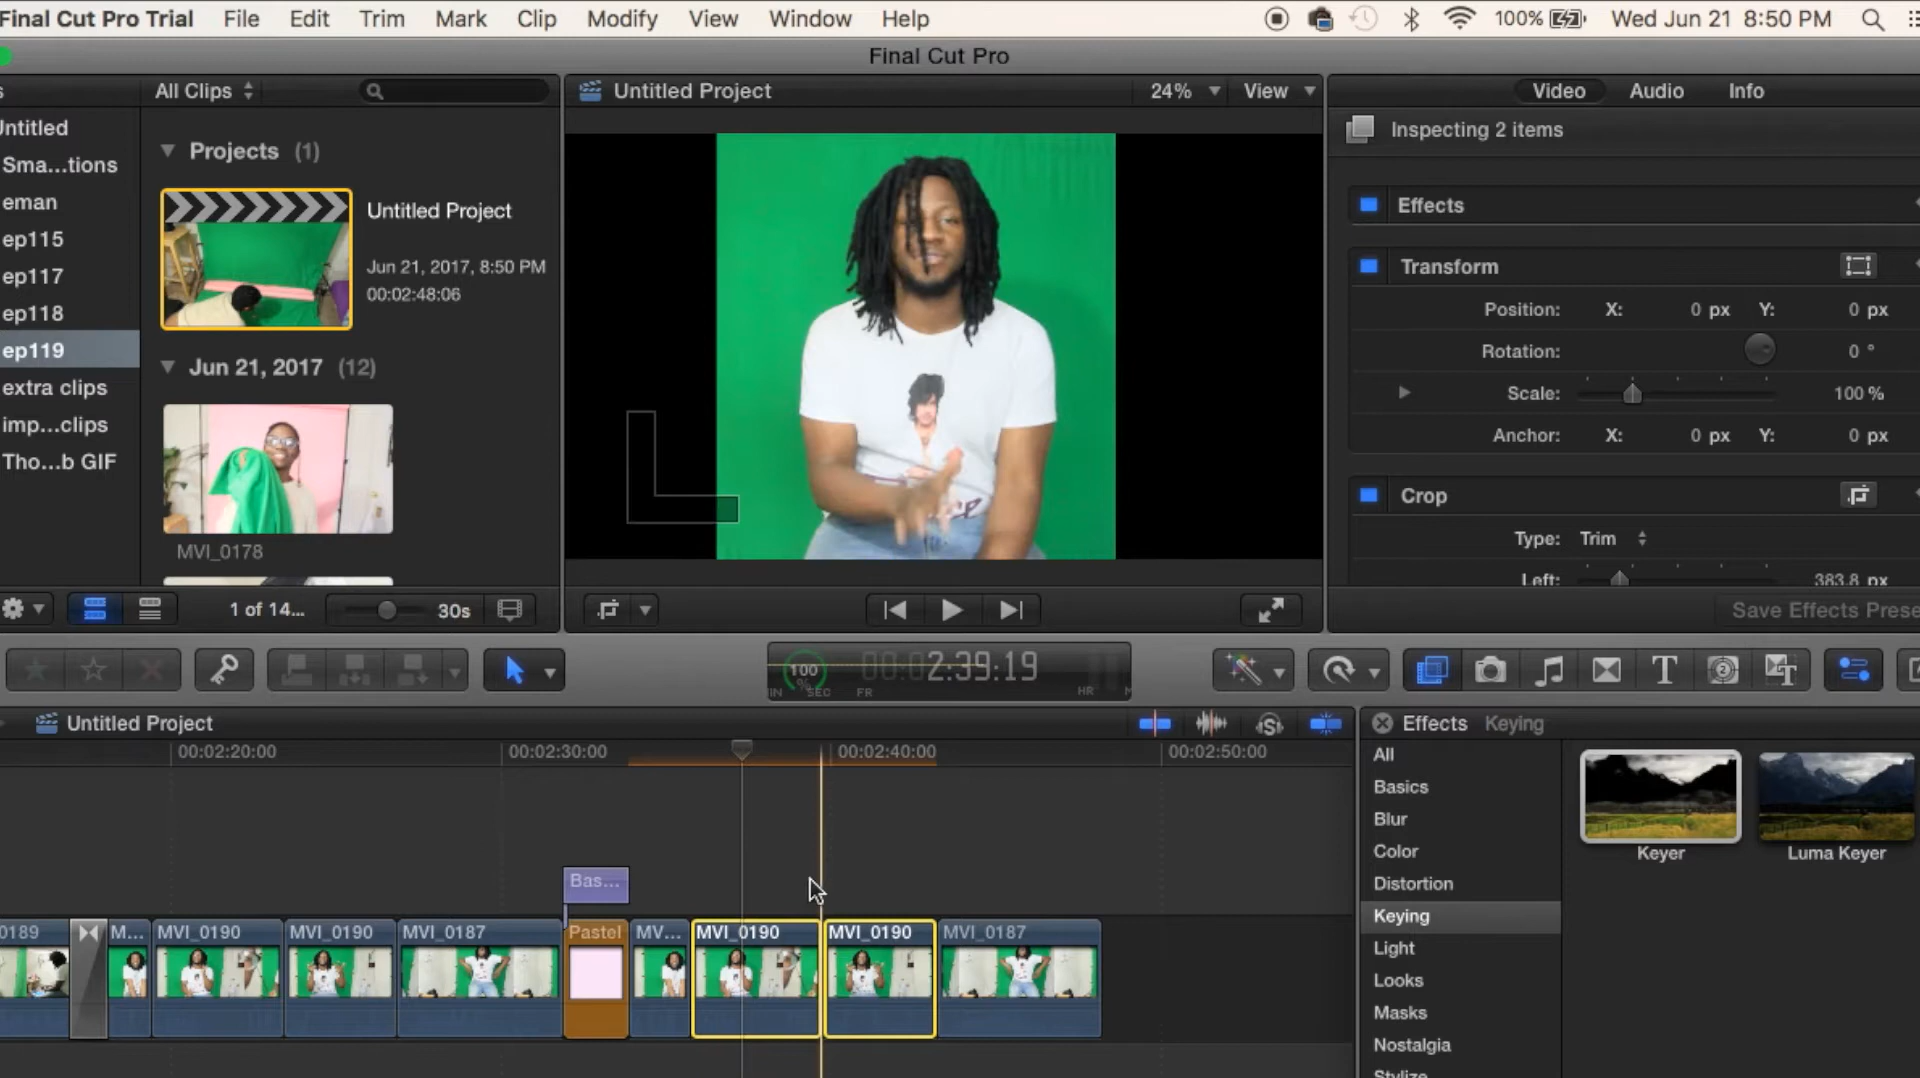 Final Cut Pro Trial File Edit Trim Mark Clip Modify View Window Help 100% Wed Jun 21 8:50 PM
Final Cut Pro
All Clips
Untitled Project 24% View
Video Audio Info
Inspecting 2 items
Untitled
Sma...tions
eman
ep115
ep117
ep118
ep119
extra clips
imp...clips
Tho...b GIF
Projects (1)
Untitled Project
Jun 21, 2017, 8:50 PM
00:02:48:06
Jun 21, 2017 (12)
MVI_0178
Effects
Transform
Position: X: 0 px Y: 0 px
Rotation: 0 °
Scale: 100 %
Anchor: X: 0 px Y: 0 px
Crop
Type: Trim
Left: 383.8 px
1 of 14... 30s
Save Effects Prese
100 % 00:02:39:19
IN SEC FR HR M
Untitled Project
00:02:20:00 00:02:30:00 00:02:40:00 00:02:50:00
Bas...
0189 M... MVI_0190 MVI_0190 MVI_0187 Pastel MV... MVI_0190 MVI_0190 MVI_0187
Effects Keying
All
Basics
Blur
Color
Distortion
Keying
Light
Looks
Masks
Nostalgia
Stylize
Keyer
Luma Keyer